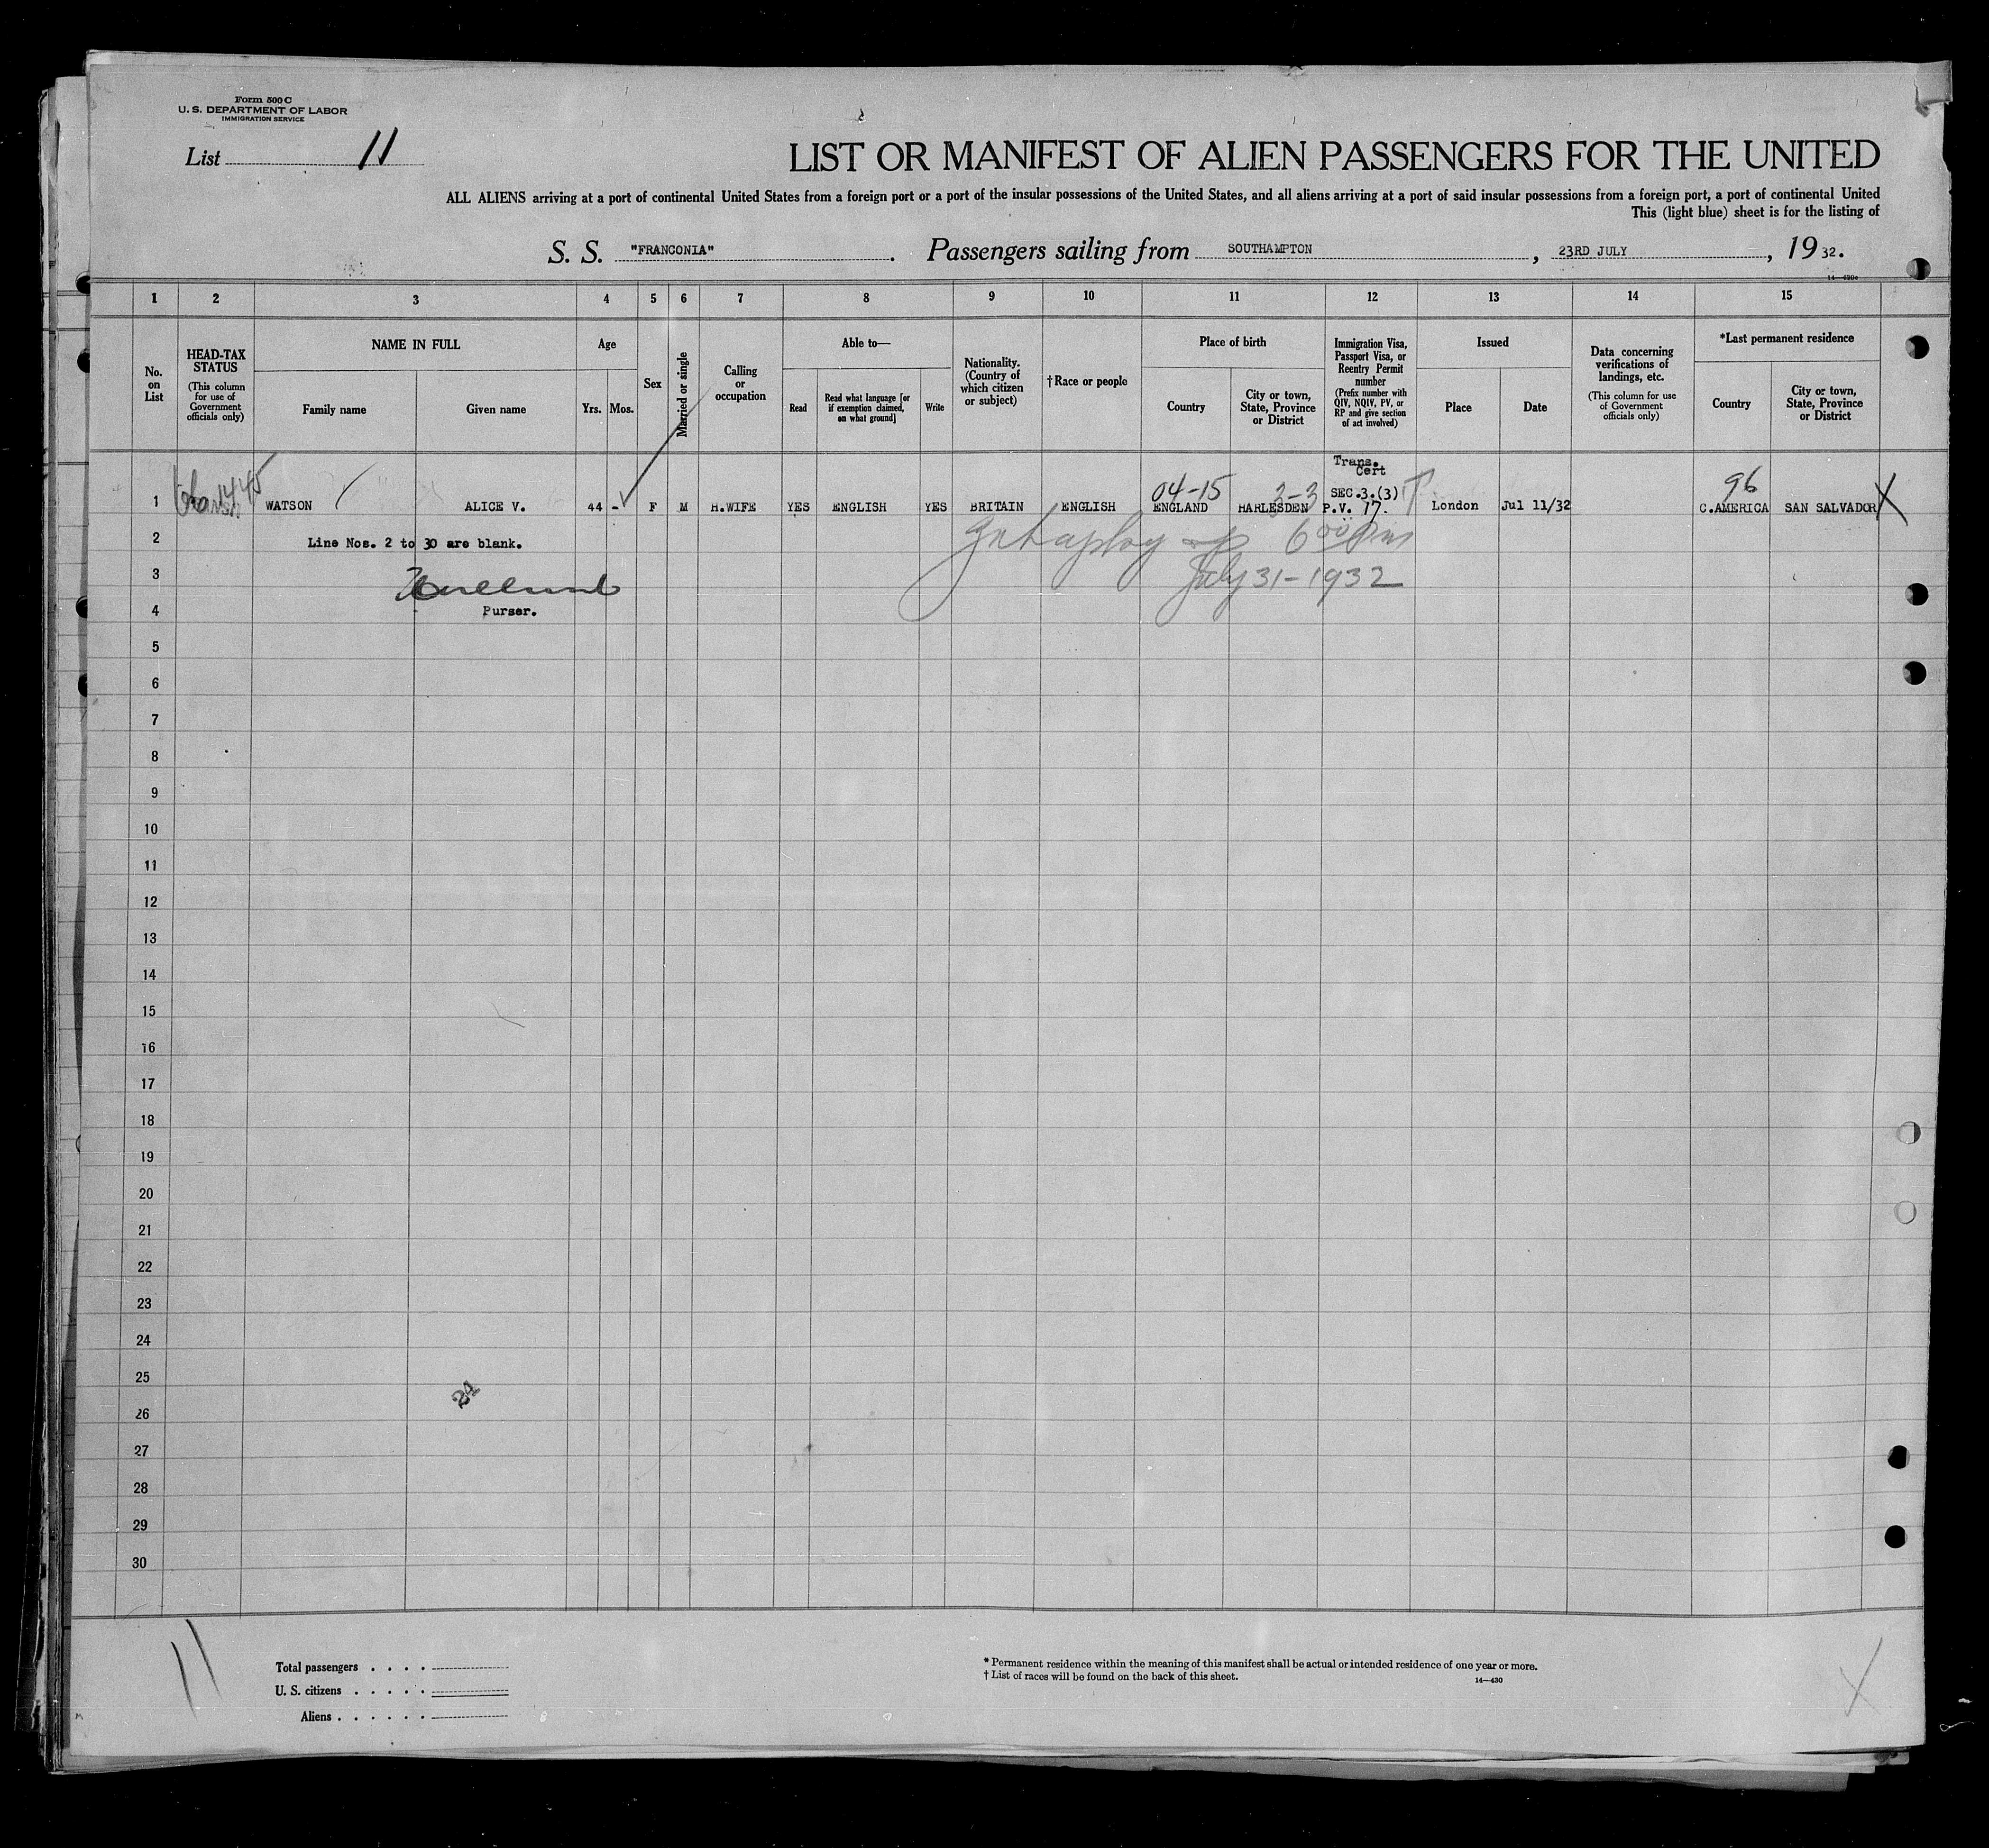 Form 500 C
U. S. DEPARTMENT OF LABOR
IMMIGRATION SERVICE
List 11
LIST OR MANIFEST OF ALIEN PASSENGERS FOR THE UNITED
ALL ALIENS arriving at a port of continental United States from a foreign port or a port of the insular possessions of the United States, and all aliens arriving at a port of said insular possessions from a foreign port, a port of continental United
This (light blue) sheet is for the listing of
S. S. "FRANCONIA". Passengers sailing from SOUTHAMPTON, 23RD JULY, 1932.
1 2 3 4 5 6 7 8 9 10 11 12 13 14 15
No. on List
HEAD-TAX STATUS (This column for use of Government officials only)
NAME IN FULL
Family name
Given name
Age
Yrs.
Mos.
Sex
Married or single
Calling or occupation
Able to—
Read
Read what language [or if exemption claimed, on what ground]
Write
Nationality. (Country of which citizen or subject)
†Race or people
Place of birth
Country
City or town, State, Province or District
Immigration Visa, Passport Visa, or Reentry Permit number (Prefix number with QIV, NQIV, PV, or RP and give section of act involved)
Issued
Place
Date
Data concerning verifications of landings, etc. (This column for use of Government officials only)
*Last permanent residence
Country
City or town, State, Province or District
Trans. Cert
04-15 3-3 SEC.3.(3) 96
1 WATSON ALICE V. 44 - F M H.WIFE YES ENGLISH YES BRITAIN ENGLISH ENGLAND HARLESDEN P.V. 17. London Jul 11/32 C.AMERICA SAN SALVADOR X
2 Line Nos. 2 to 30 are blank. 6 00 Pm
3 July 31-1932
4 Purser.
5
6
7
8
9
10
11
12
13
14
15
16
17
18
19
20
21
22
23
24
25
24
26
27
28
29
30
11
Total passengers . . . .
U. S. citizens . . . . .
Aliens . . . . . .
* Permanent residence within the meaning of this manifest shall be actual or intended residence of one year or more.
† List of races will be found on the back of this sheet.
14—430
X